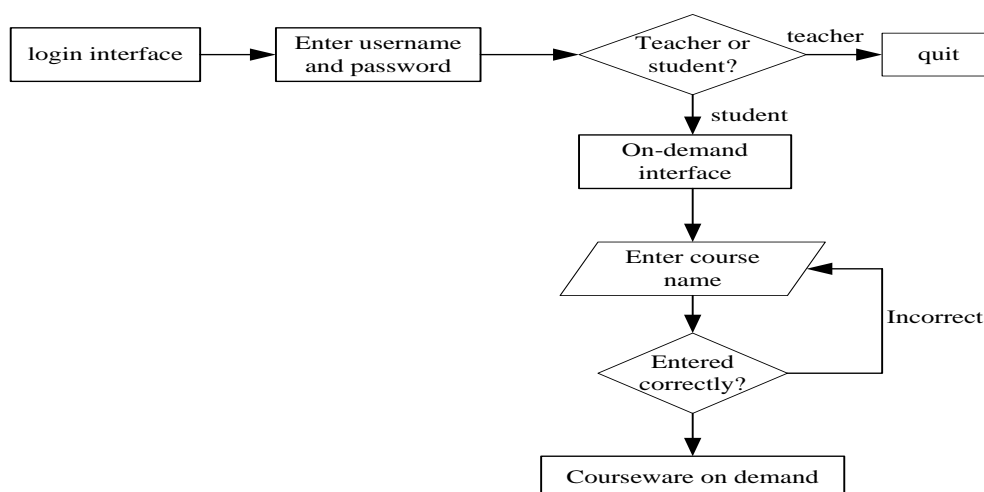 login interface
Enter username
and password
Teacher or
student?
teacher
quit
student
On-demand
interface
Enter course
name
Incorrect
Entered
correctly?
Courseware on demand